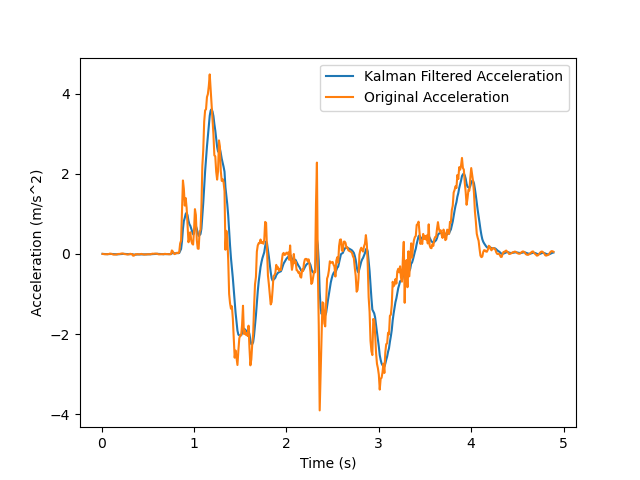 Kalman Filtered Acceleration
Original Acceleration
Acceleration (m/s^2)
4
2
0
−2
−4
0 1 2 3 4 5
Time (s)